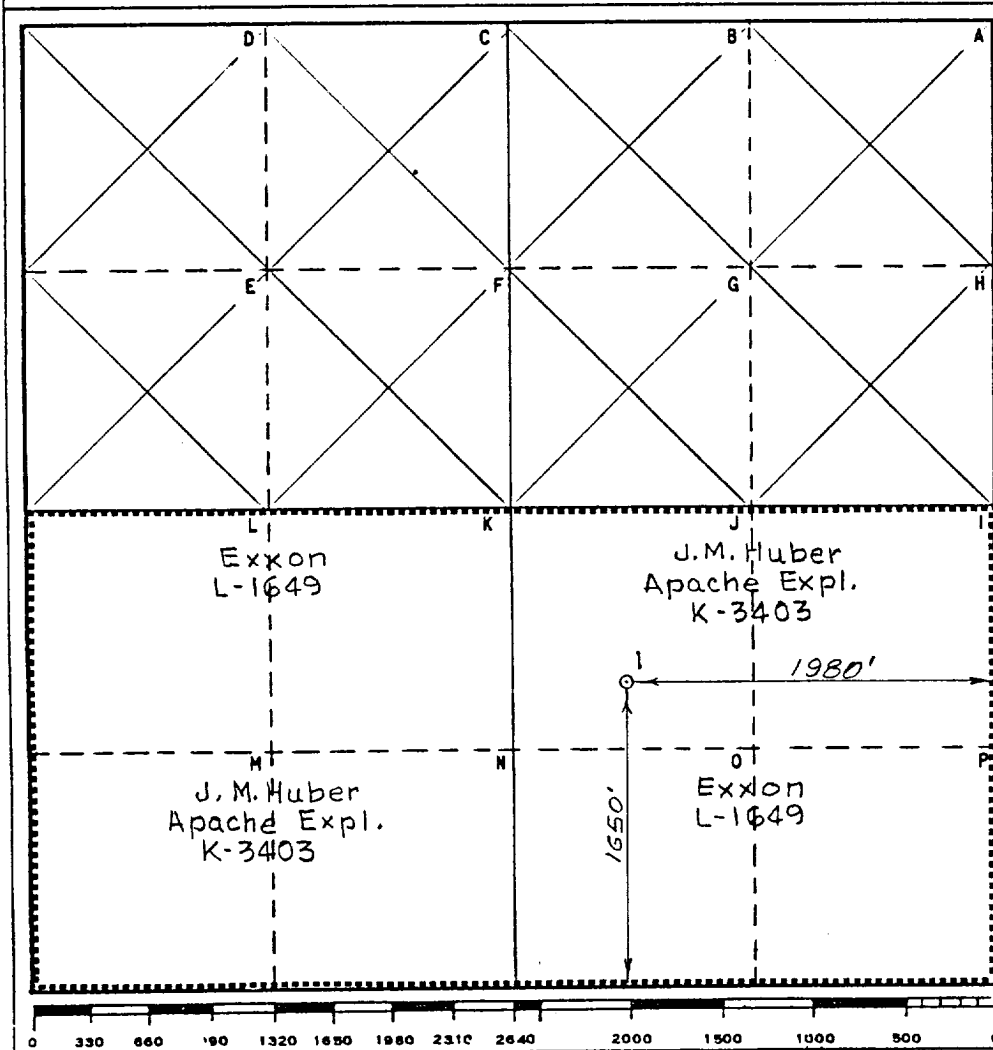 D C B A
E F G H
L K J I
Exxon
L-1649
J.M. Huber
Apache Expl.
K-3403
1
1980'
M N O P
J. M. Huber
Apache Expl.
K-3403
Exxon
L-1649
1650'
0 330 660 190 1320 1650 1980 2310 2640 2000 1500 1000 500